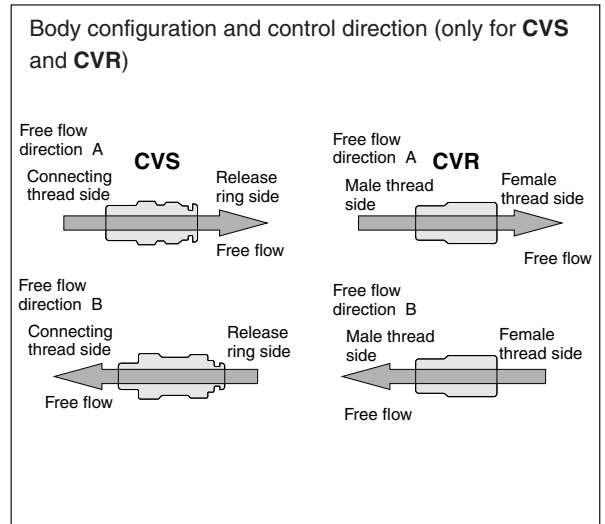 Body configuration and control direction (only for CVS
and CVR)
Free flow
direction A
CVS
Connecting
thread side
Release
ring side
Free flow
Free flow
direction A
CVR
Male thread
side
Female
thread side
Free flow
Free flow
direction B
Connecting
thread side
Release
ring side
Free flow
Free flow
direction B
Male thread
side
Female
thread side
Free flow